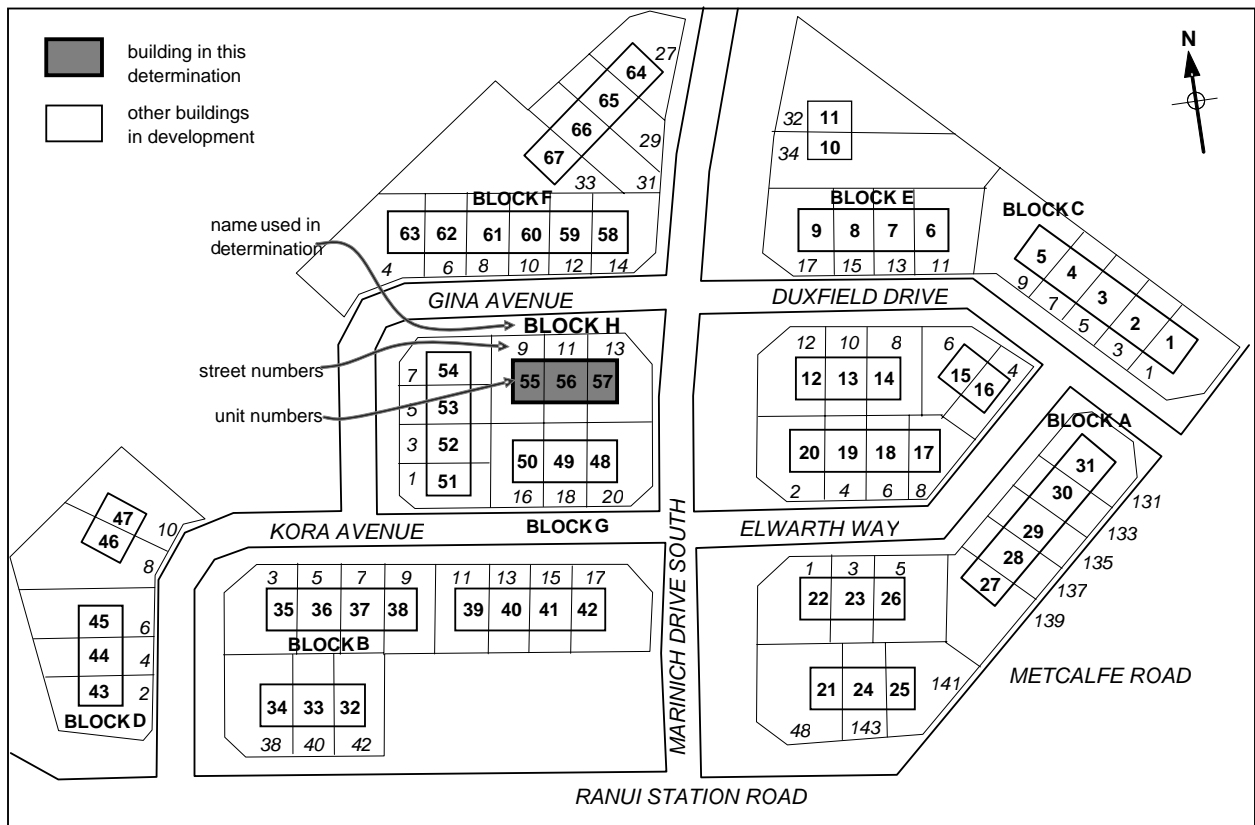 building in this
determination
other buildings
in development
N
27
64
65
66
67
29
31
33
32 11
34 10
BLOCK F
63 62 61 60 59 58
4 6 8 10 12 14
BLOCK E
9 8 7 6
17 15 13 11
BLOCK C
5 4 3 2 1
9 7 5 3 1
name used in
determination
GINA AVENUE
DUXFIELD DRIVE
BLOCK H
street numbers
9 11 13
unit numbers
55 56 57
7 54
5 53
3 52
1 51
50 49 48
16 18 20
12 10 8 6 4
12 13 14 15 16
20 19 18 17
2 4 6 8
BLOCK A
31
30
29
28
27
131
133
135
137
139
KORA AVENUE
BLOCK G
ELWARTH WAY
MARINICH DRIVE SOUTH
47 10
46
8
45 6
44 4
43 2
BLOCK D
3 5 7 9
35 36 37 38
BLOCK B
11 13 15 17
39 40 41 42
34 33 32
38 40 42
1 3 5
22 23 26
21 24 25
48 143 141
METCALFE ROAD
RANUI STATION ROAD